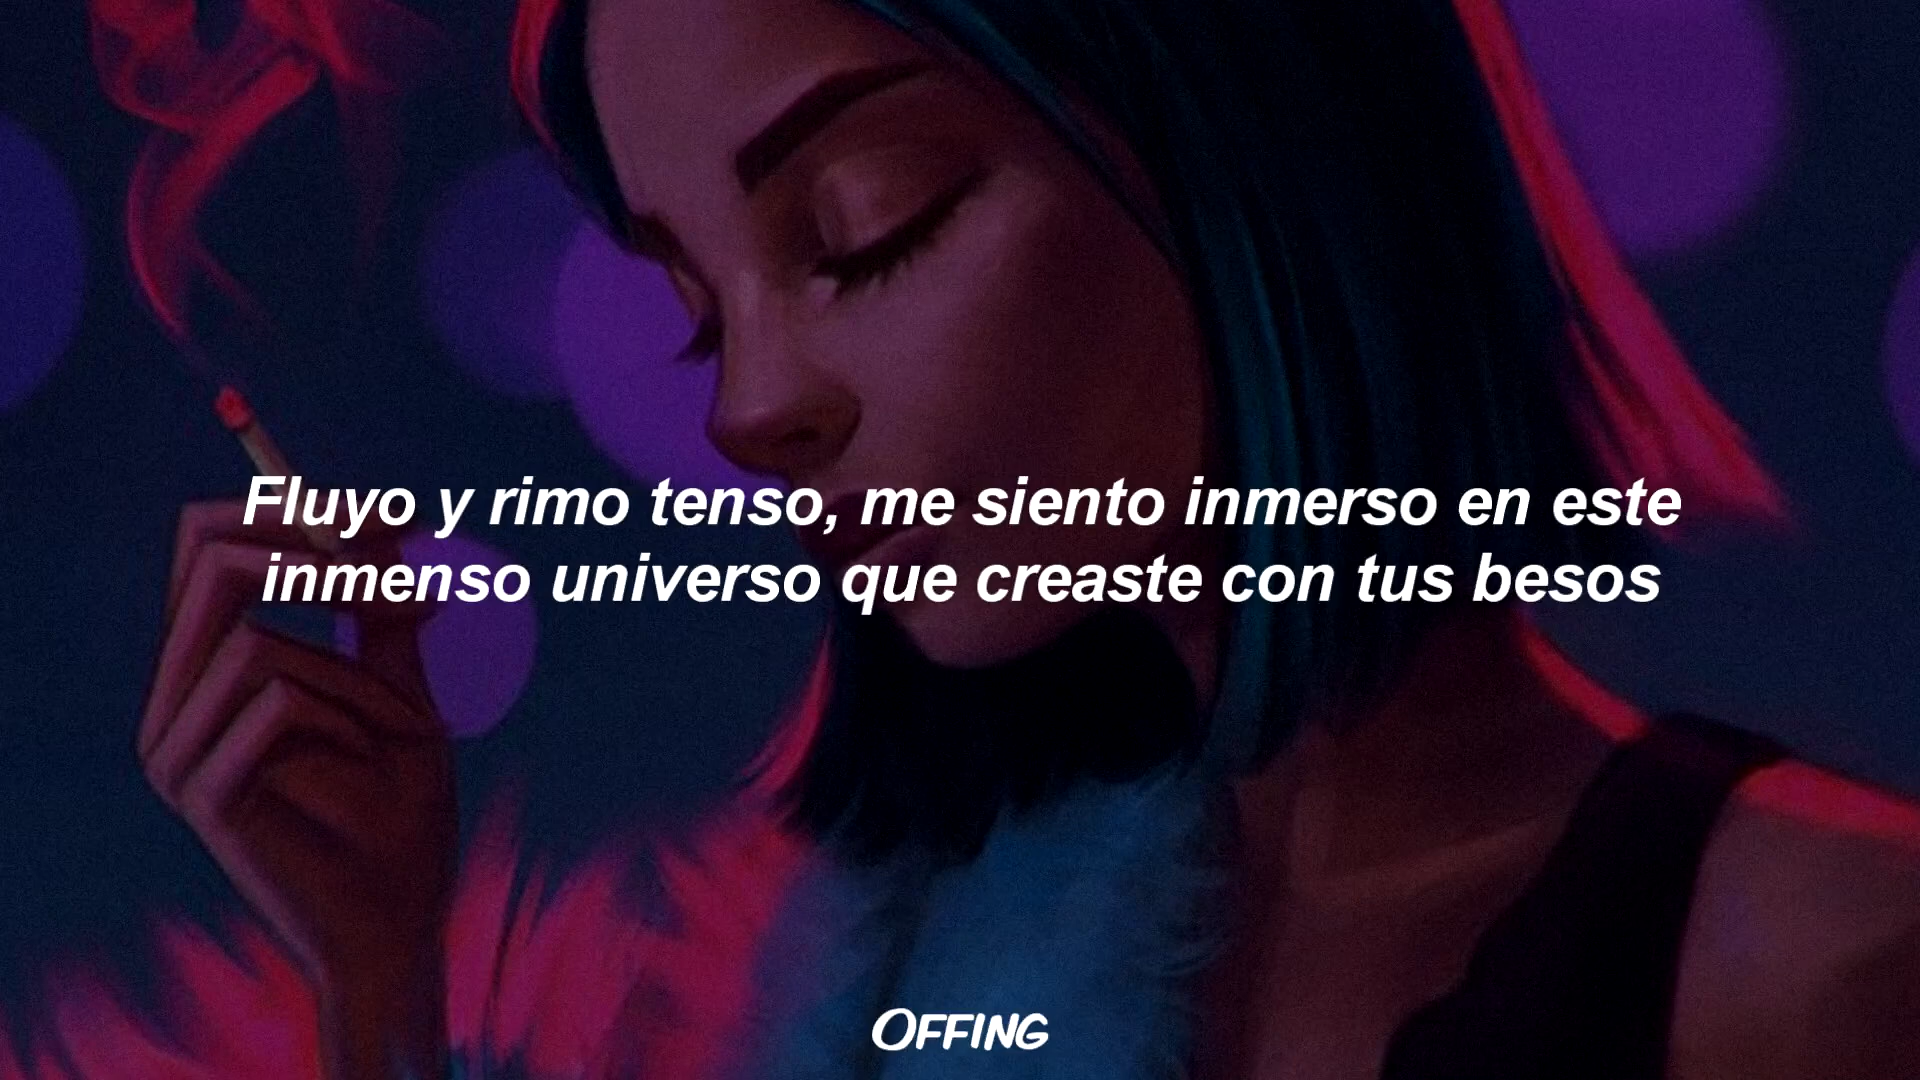 Fluyo y rimo tenso, me siento inmerso en este
inmenso universo que creaste con tus besos
OFFING